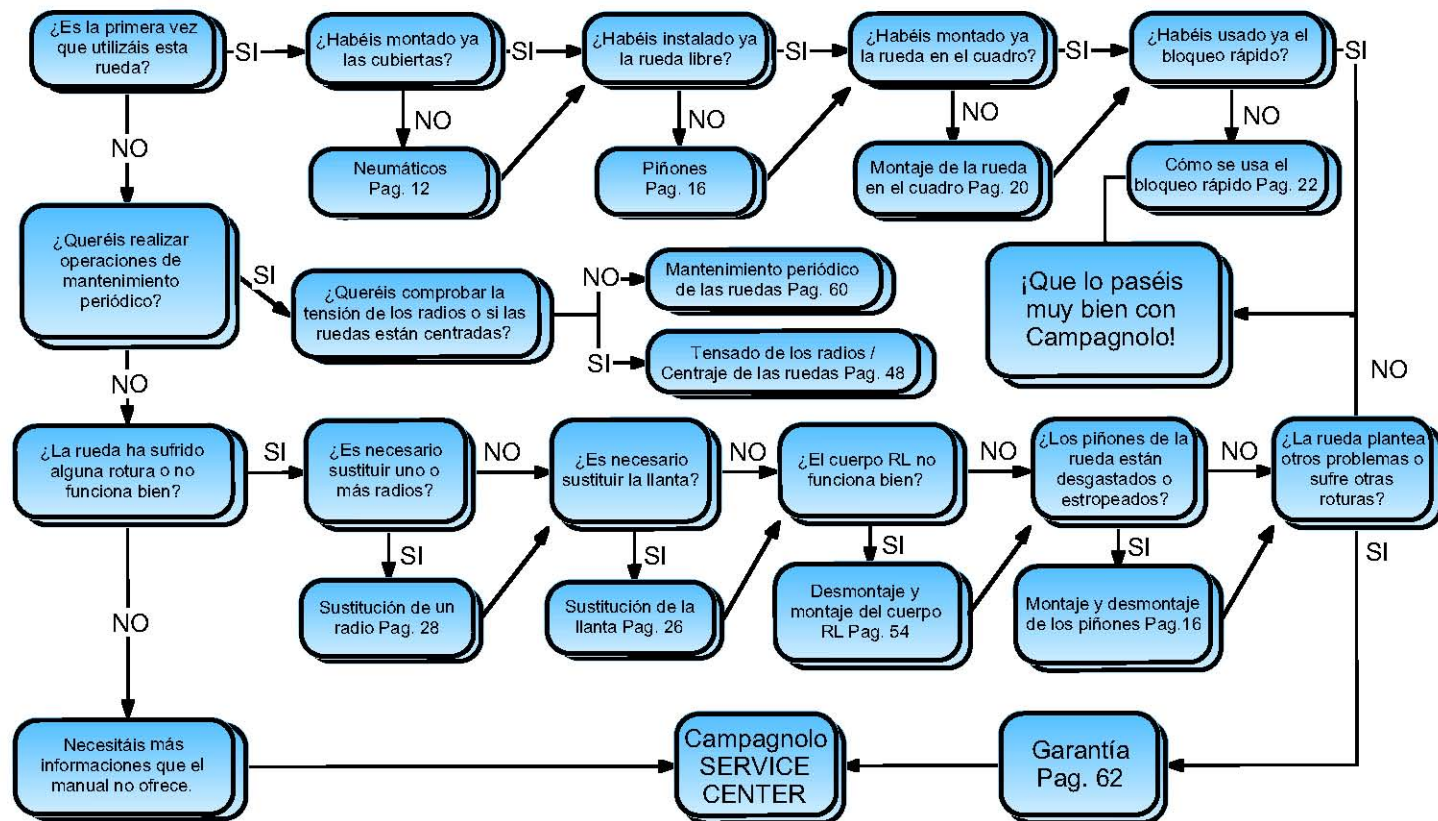 ¿Es la primera vez
que utilizáis esta
rueda?
SI
¿Habéis montado ya
las cubiertas?
SI
¿Habéis instalado ya
la rueda libre?
SI
¿Habéis montado ya
la rueda en el cuadro?
SI
¿Habéis usado ya el
bloqueo rápido?
SI
NO
NO
NO
NO
NO
Neumáticos
Pag. 12
Piñones
Pag. 16
Montaje de la rueda
en el cuadro Pag. 20
Cómo se usa el
bloqueo rápido Pag. 22
¿Queréis realizar
operaciones de
mantenimiento
periódico?
SI
¿Queréis comprobar la
tensión de los radios o si las
ruedas están centradas?
NO
Mantenimiento periódico
de las ruedas Pag. 60
SI
Tensado de los radios /
Centraje de las ruedas Pag. 48
¡Que lo paséis
muy bien con
Campagnolo!
NO
NO
¿La rueda ha sufrido
alguna rotura o no
funciona bien?
SI
¿Es necesario
sustituir uno o
más radios?
NO
¿Es necesario
sustituir la llanta?
NO
¿El cuerpo RL no
funciona bien?
NO
¿Los piñones de la
rueda están
desgastados o
estropeados?
NO
¿La rueda plantea
otros problemas o
sufre otras
roturas?
SI
SI
SI
SI
SI
Sustitución de un
radio Pag. 28
Sustitución de la
llanta Pag. 26
Desmontaje y
montaje del cuerpo
RL Pag. 54
Montaje y desmontaje
de los piñones Pag.16
NO
Necesitáis más
informaciones que el
manual no ofrece.
Campagnolo
SERVICE
CENTER
Garantía
Pag. 62